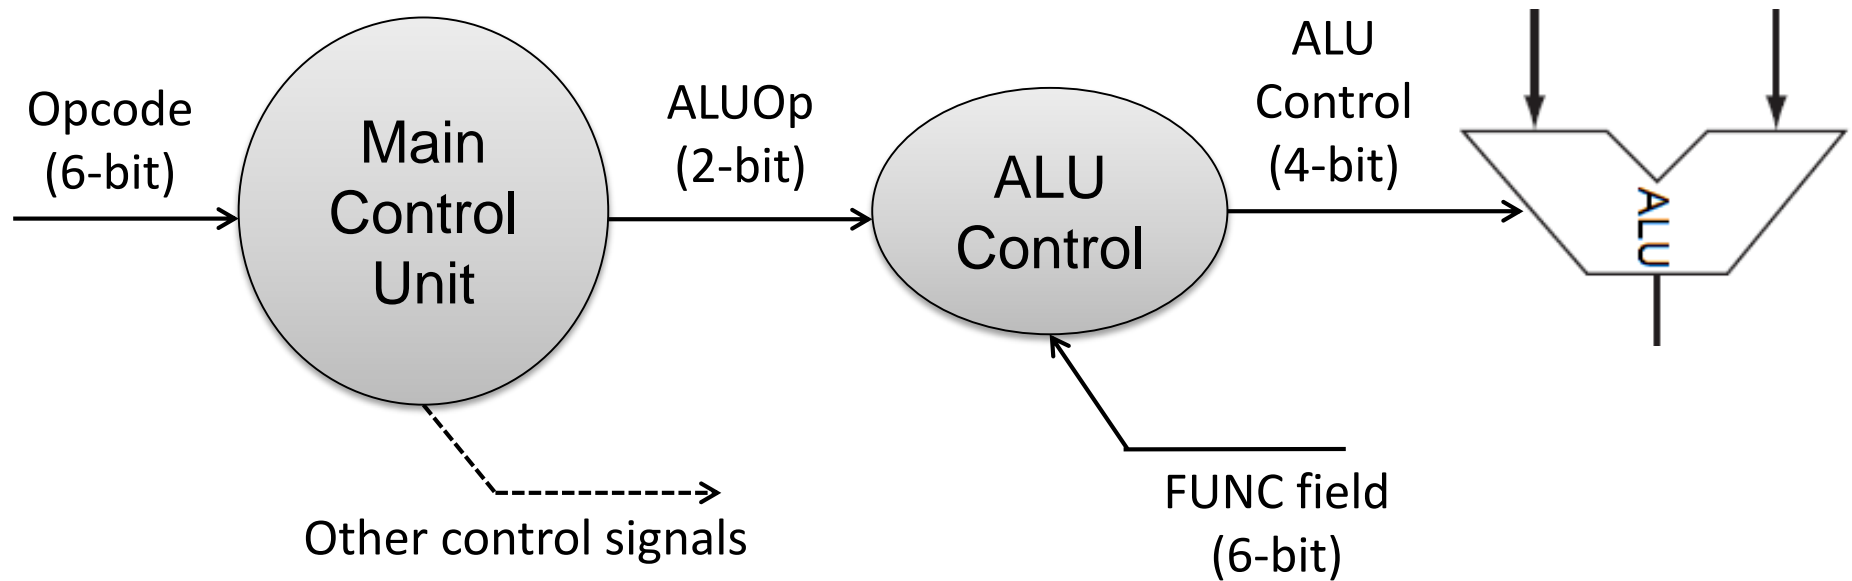 Opcode
(6-bit)
Main
Control
Unit
ALUOp
(2-bit)
ALU
Control
ALU
Control
(4-bit)
ALU
Other control signals
FUNC field
(6-bit)